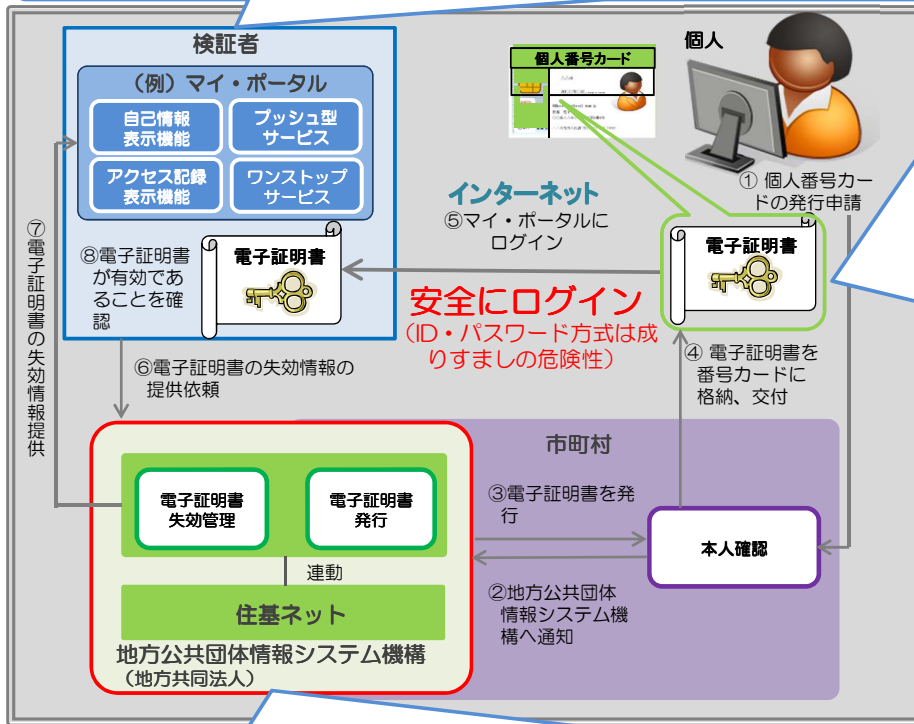 検証者
(例)マイ・ポータル
自己情報
表示機能
プッシュ型
サービス
アクセス記録
表示機能
ワンストップ
サービス
⑧電子証明書
が有効であ
ることを確
認
電子証明書
⑦電子証明書の失効情報提供
個人番号カード
個人
① 個人番号カー
ドの発行申請
インターネット
⑤マイ・ポータルに
ログイン
電子証明書
安全にログイン
(ID・パスワード方式は成
りすましの危険性)
④ 電子証明書を
番号カードに
格納、交付
⑥電子証明書の失効情報の
提供依頼
市町村
電子証明書
失効管理
電子証明書
発行
連動
住基ネット
地方公共団体情報システム機構
(地方共同法人)
③電子証明書を発
行
②地方公共団体
情報システム機
構へ通知
本人確認